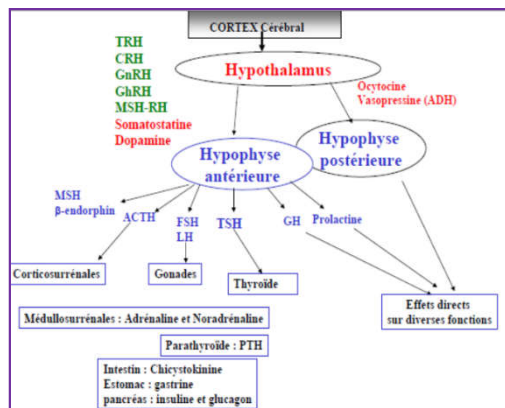 CORTEX Cérébral
TRH
CRH
GnRH
GhRH
MSH-RH
Somatostatine
Dopamine
Hypothalamus
Ocytocine
Vasopressine (ADH)
Hypophyse
antérieure
Hypophyse
postérieure
MSH
β-endorphin
ACTH
FSH
LH
TSH
GH
Prolactine
Corticosurrénales
Gonades
Thyroïde
Effets directs
sur diverses fonctions
Médullosurrénales : Adrénaline et Noradrénaline
Parathyroïde : PTH
Intestin : Chicystokinine
Estomac : gastrine
pancréas : insuline et glucagon